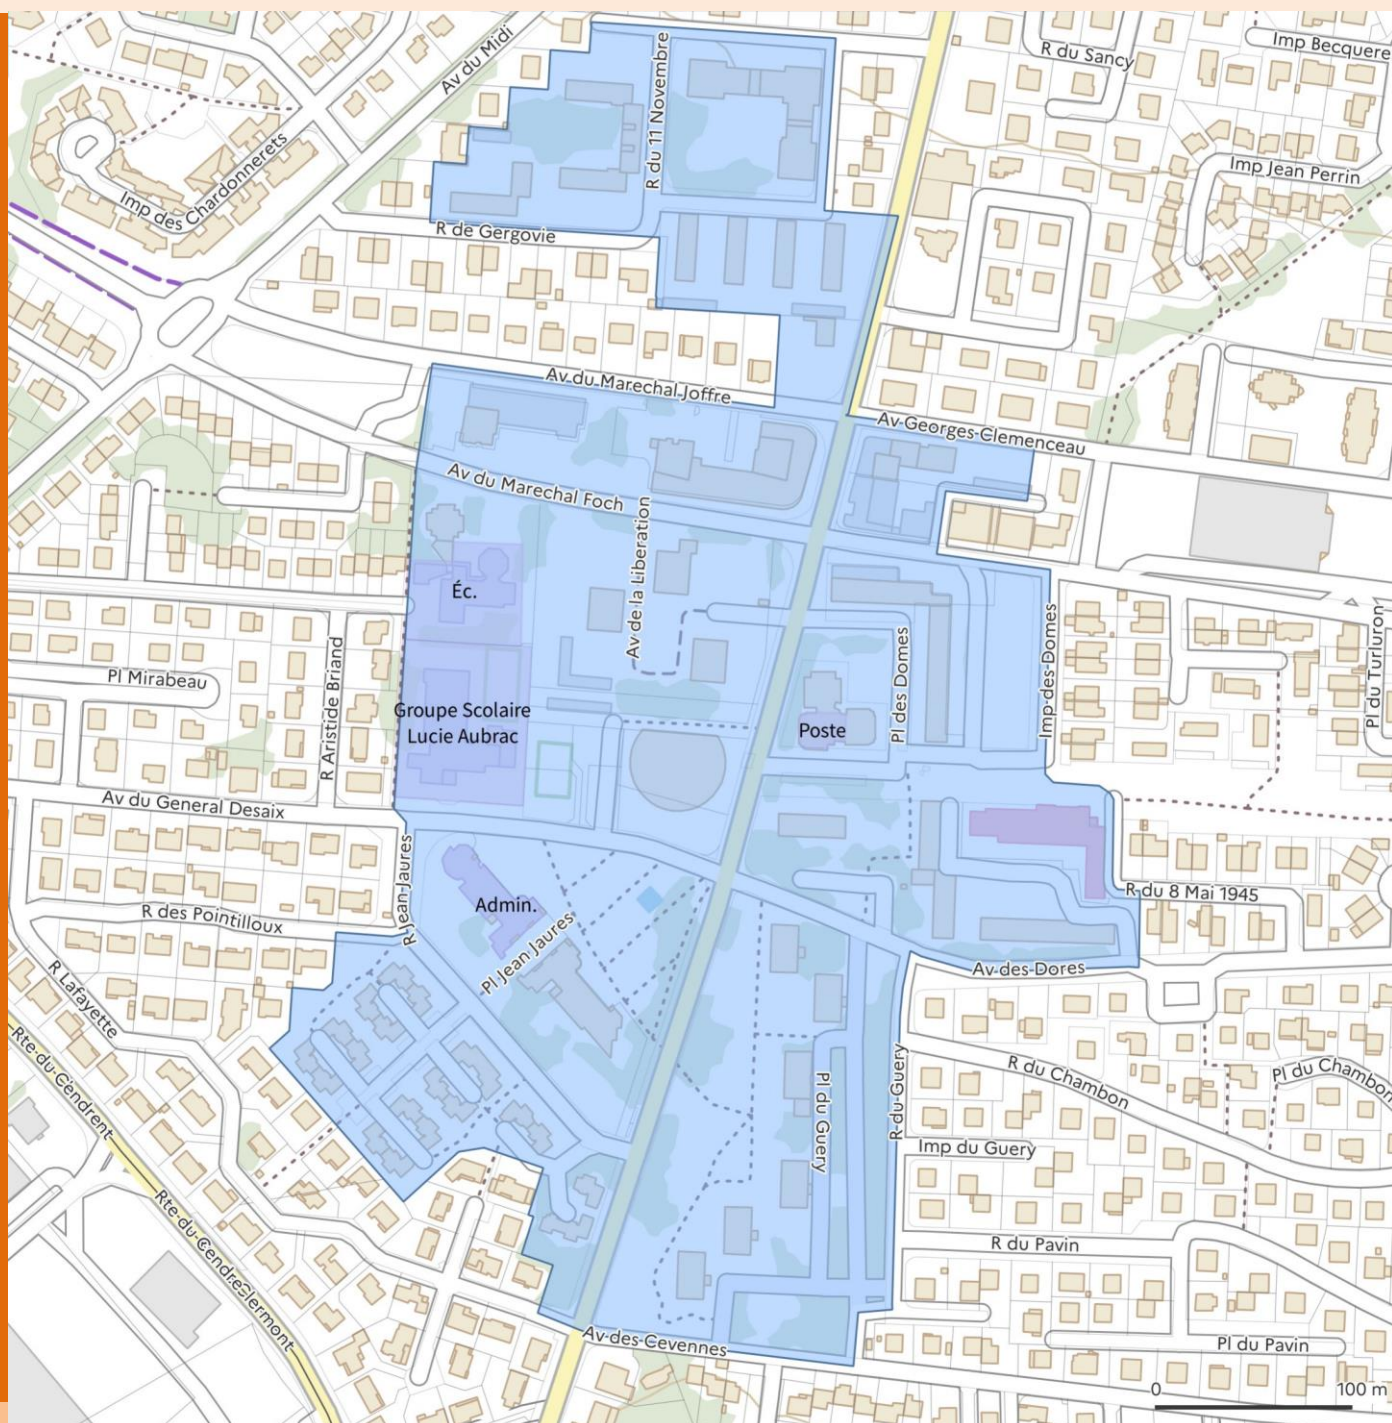 Av du Midi
R du 11 Novembre
R du Sancy
Imp Becquere
Imp Jean Perrin
Imp des Chardonnerets
R de Gergovie
Av du Marechal Joffre
Av Georges Clemenceau
Av du Marechal Foch
Av de la Liberation
Éc.
Pl Mirabeau
R Aristide Briand
Groupe Scolaire
Lucie Aubrac
Poste
Pl des Domes
Imp des Domes
Pl du Turluron
Av du General Desaix
R Jean Jaures
R des Pointilloux
Admin.
Pl Jean Jaures
R du 8 Mai 1945
Av des Dores
R Lafayette
Rte du Cendre
R du Guery
R du Chambon
Pl du Chambon
Pl du Guery
Imp du Guery
R du Pavin
Rte du Cendre
Clermont
Av des Cevennes
Pl du Pavin
0
100 m